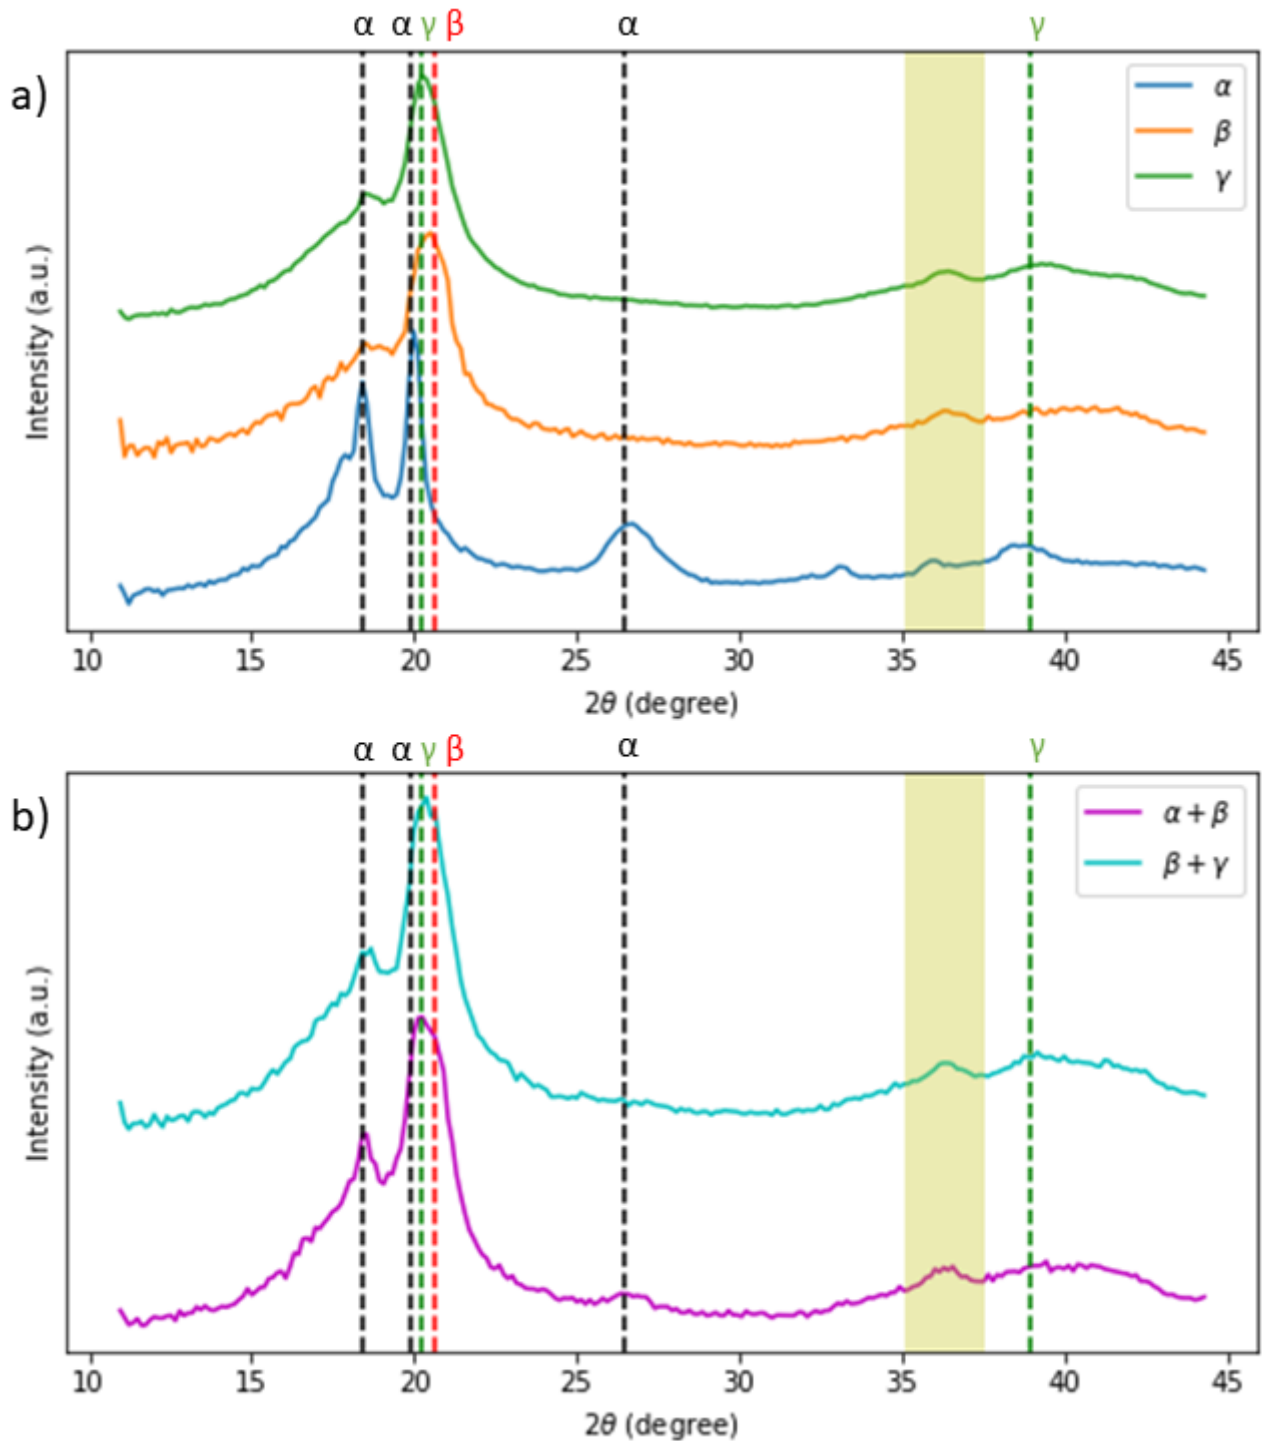 α α γ β α γ
a)
α
β
γ
Intensity (a.u.)
10 15 20 25 30 35 40 45
2θ (degree)
α α γ β α γ
b)
α + β
β + γ
Intensity (a.u.)
10 15 20 25 30 35 40 45
2θ (degree)